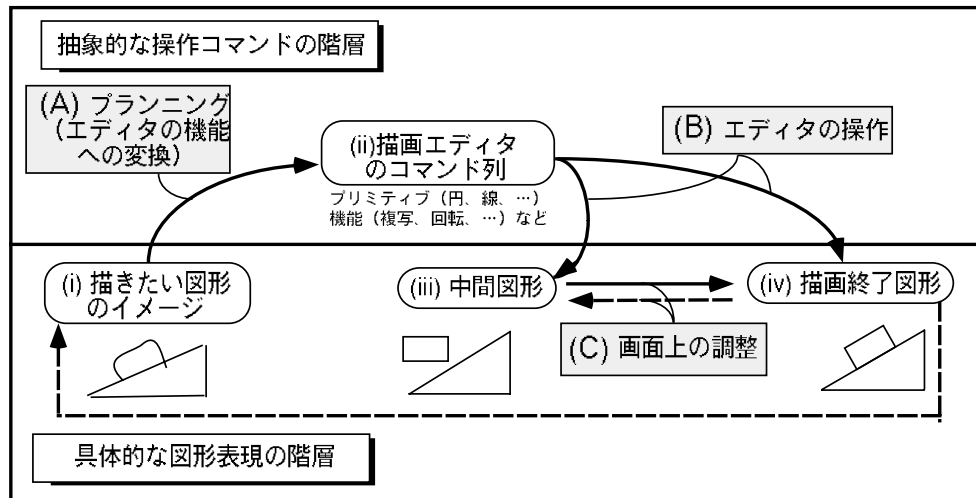 抽象的な操作コマンドの階層
(A) プランニング
(エディタの機能
への変換)
(ii)描画エディタ
のコマンド列
プリミティブ（円、線、…）
機能（複写、回転、…）など
(B) エディタの操作
(i) 描きたい図形
のイメージ
(iii) 中間図形
(iv) 描画終了図形
(C) 画面上の調整
具体的な図形表現の階層